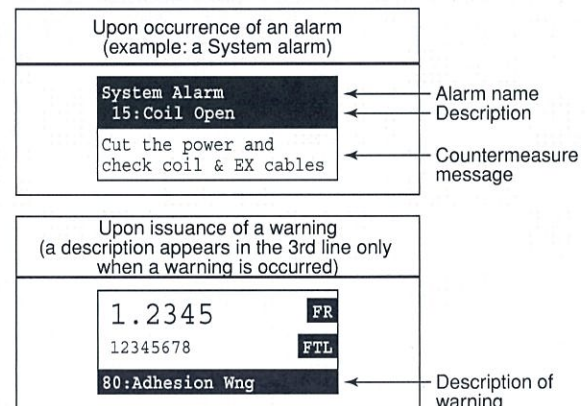 Upon occurrence of an alarm
(example: a System alarm)
System Alarm
15:Coil Open
Cut the power and
check coil & EX cables
Alarm name
Description
Countermeasure
message
Upon issuance of a warning
(a description appears in the 3rd line only
when a warning is occurred)
1.2345 FR
12345678 FTL
80:Adhesion Wng
Description of
warning